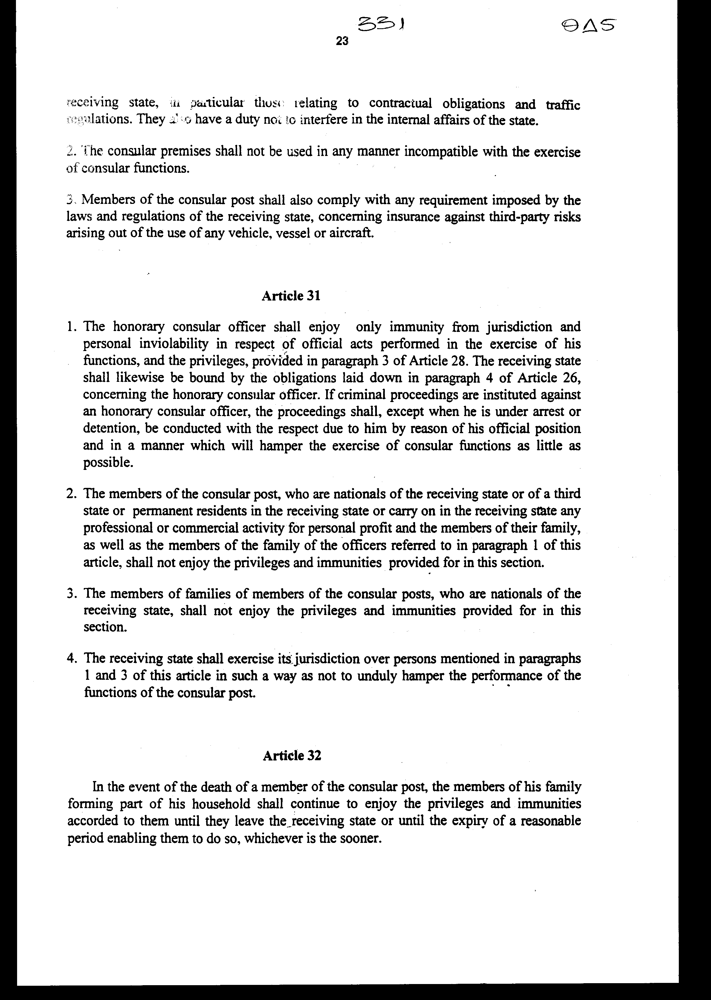 331 ΘΔ5
23
receiving state, in particular those relating to contractual obligations and traffic
regulations. They also have a duty not to interfere in the internal affairs of the state.
2. The consular premises shall not be used in any manner incompatible with the exercise
of consular functions.
3. Members of the consular post shall also comply with any requirement imposed by the
laws and regulations of the receiving state, concerning insurance against third-party risks
arising out of the use of any vehicle, vessel or aircraft.
Article 31
1. The honorary consular officer shall enjoy only immunity from jurisdiction and
personal inviolability in respect of official acts performed in the exercise of his
functions, and the privileges, provided in paragraph 3 of Article 28. The receiving state
shall likewise be bound by the obligations laid down in paragraph 4 of Article 26,
concerning the honorary consular officer. If criminal proceedings are instituted against
an honorary consular officer, the proceedings shall, except when he is under arrest or
detention, be conducted with the respect due to him by reason of his official position
and in a manner which will hamper the exercise of consular functions as little as
possible.
2. The members of the consular post, who are nationals of the receiving state or of a third
state or permanent residents in the receiving state or carry on in the receiving state any
professional or commercial activity for personal profit and the members of their family,
as well as the members of the family of the officers referred to in paragraph 1 of this
article, shall not enjoy the privileges and immunities provided for in this section.
3. The members of families of members of the consular posts, who are nationals of the
receiving state, shall not enjoy the privileges and immunities provided for in this
section.
4. The receiving state shall exercise its jurisdiction over persons mentioned in paragraphs
1 and 3 of this article in such a way as not to unduly hamper the performance of the
functions of the consular post.
Article 32
In the event of the death of a member of the consular post, the members of his family
forming part of his household shall continue to enjoy the privileges and immunities
accorded to them until they leave the receiving state or until the expiry of a reasonable
period enabling them to do so, whichever is the sooner.